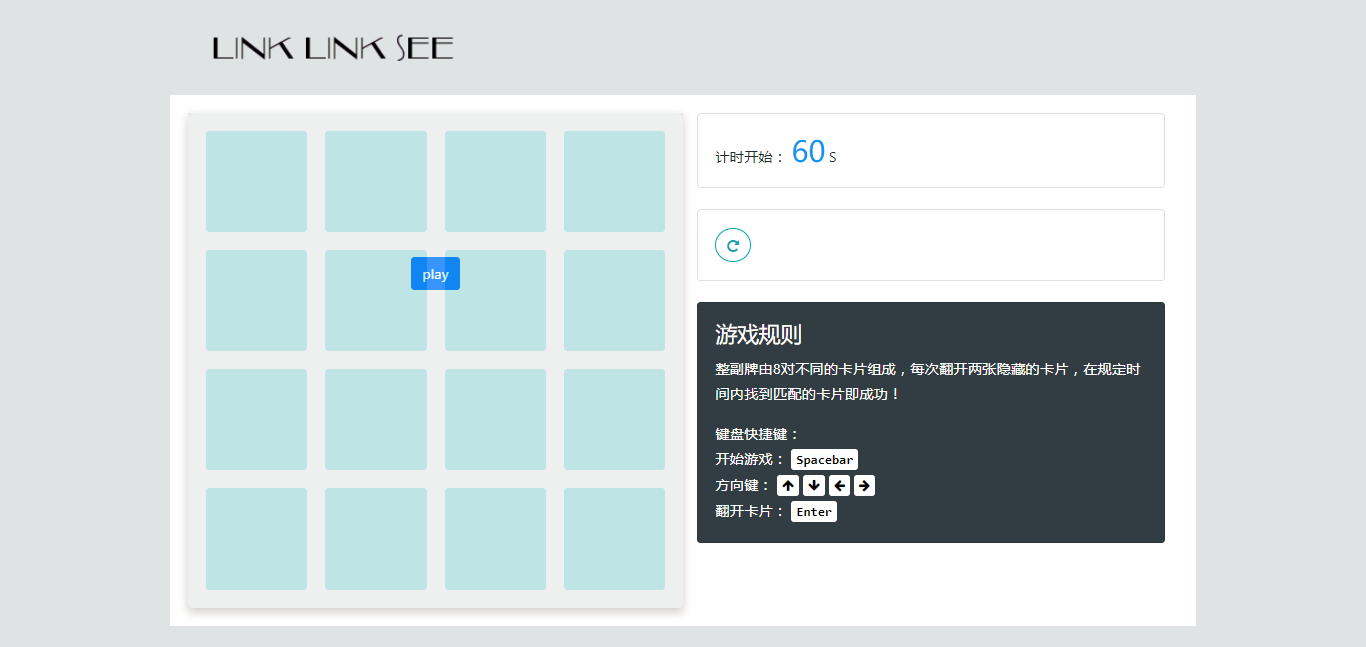 LINK LINK SEE
计时开始： 60 S
play
游戏规则
整副牌由8对不同的卡片组成，每次翻开两张隐藏的卡片，在规定时
间内找到匹配的卡片即成功！
键盘快捷键：
开始游戏： Spacebar
方向键： ↑ ↓ ← →
翻开卡片： Enter